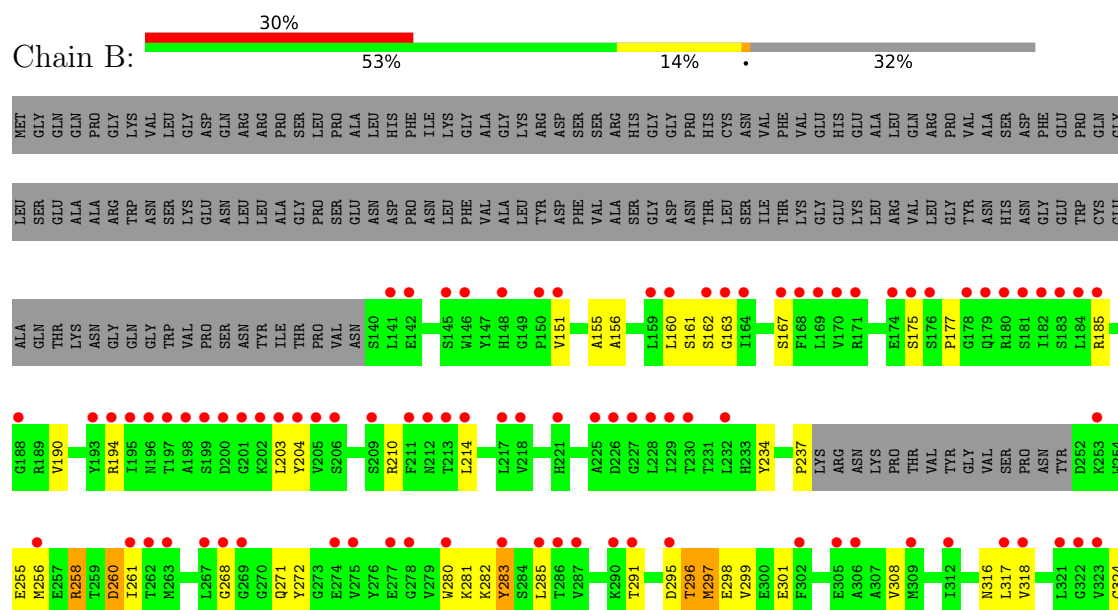 Chain B:
30%
53% 14% • 32%
MET GLY GLN GLN PRO GLY LYS VAL LEU GLY ASP GLN ARG ARG PRO SER LEU PRO ALA LEU HIS PHE ILE LYS GLY ALA GLY LYS ARG ASP SER SER ARG HIS GLY GLY PRO HIS CYS ASN VAL PHE VAL GLU HIS GLU ALA LEU GLN ARG PRO VAL ALA SER ASP PHE GLU PRO GLN GLY
LEU SER GLU ALA ALA ARG TRP ASN SER LYS GLU ASN LEU LEU ALA GLY PRO SER GLU ASN ASP PRO ASN LEU PHE VAL ALA LEU TYR ASP PHE VAL ALA SER GLY ASP ASN THR LEU SER ILE THR LYS GLY GLU LYS LEU ARG VAL LEU GLY TYR ASN HIS ASN GLY GLU TRP CYS GLU
ALA GLN THR LYS ASN GLY GLN GLY TRP VAL PRO SER ASN TYR ILE THR PRO VAL ASN S140 L141 E142 S145 W146 Y147 H148 G149 P150 V151 A155 A156 L159 L160 S161 S162 G163 I164 S167 F168 L169 V170 R171 E174 S175 S176 P177 G178 Q179 R180 S181 I182 S183 L184 R185
G188 R189 V190 Y193 R194 I195 N196 T197 A198 S199 D200 G201 K202 L203 Y204 V205 S206 S209 R210 F211 N212 T213 L214 L217 V218 H221 A225 D226 G227 L228 I229 T230 T231 L232 H233 Y234 P237 LYS ARG ASN LYS PRO THR VAL TYR GLY VAL SER PRO ASN TYR D252 K253 W254
E255 M256 E257 R258 T259 D260 I261 T262 M263 L267 G268 G269 G270 Q271 Y272 G273 E274 V275 Y276 E277 G278 V279 W280 K281 K282 Y283 S284 L285 T286 V287 K290 T291 D295 T296 M297 E298 V299 E300 E301 F302 E305 A306 A307 V308 M309 I312 N316 L317 V318 L321 G322 V323